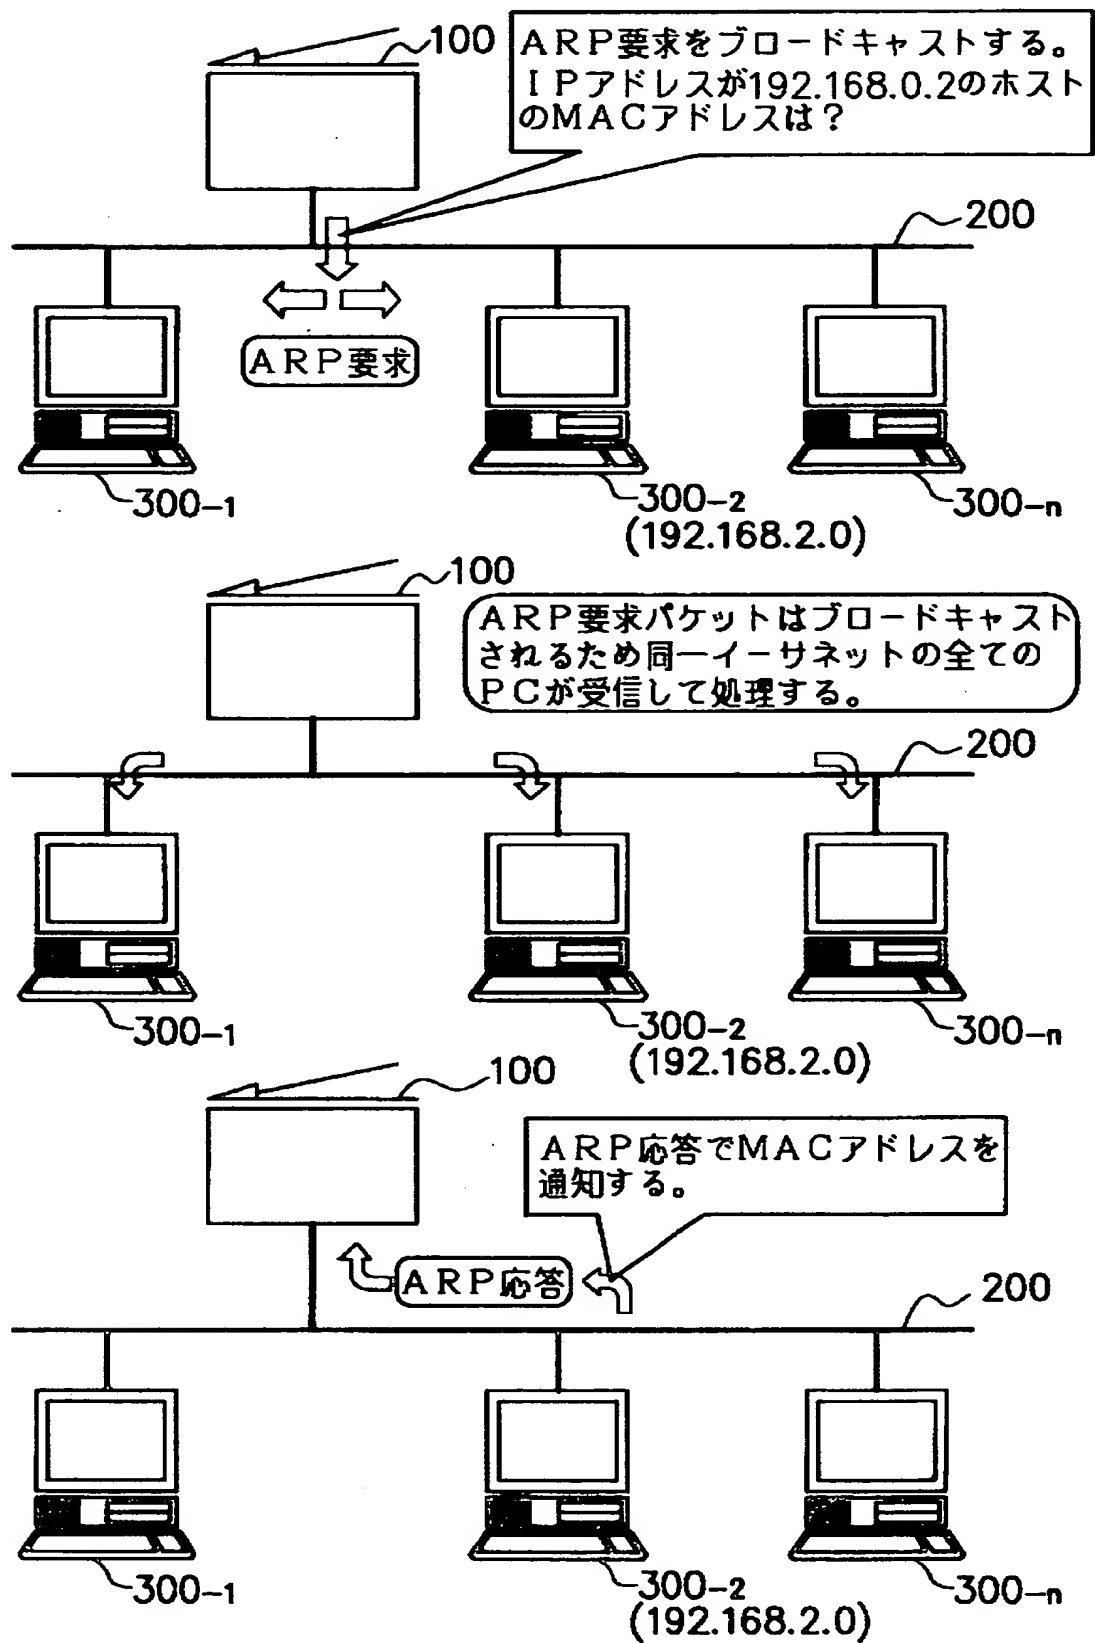 100
ARP要求をブロードキャストする。
IPアドレスが192.168.0.2のホスト
のMACアドレスは？
200
ARP要求
300-1
300-2
(192.168.2.0)
300-n
100
ARP要求パケットはブロードキャスト
されるため同一イーサネットの全ての
PCが受信して処理する。
200
300-1
300-2
(192.168.2.0)
300-n
100
ARP応答でMACアドレスを
通知する。
ARP応答
200
300-1
300-2
(192.168.2.0)
300-n